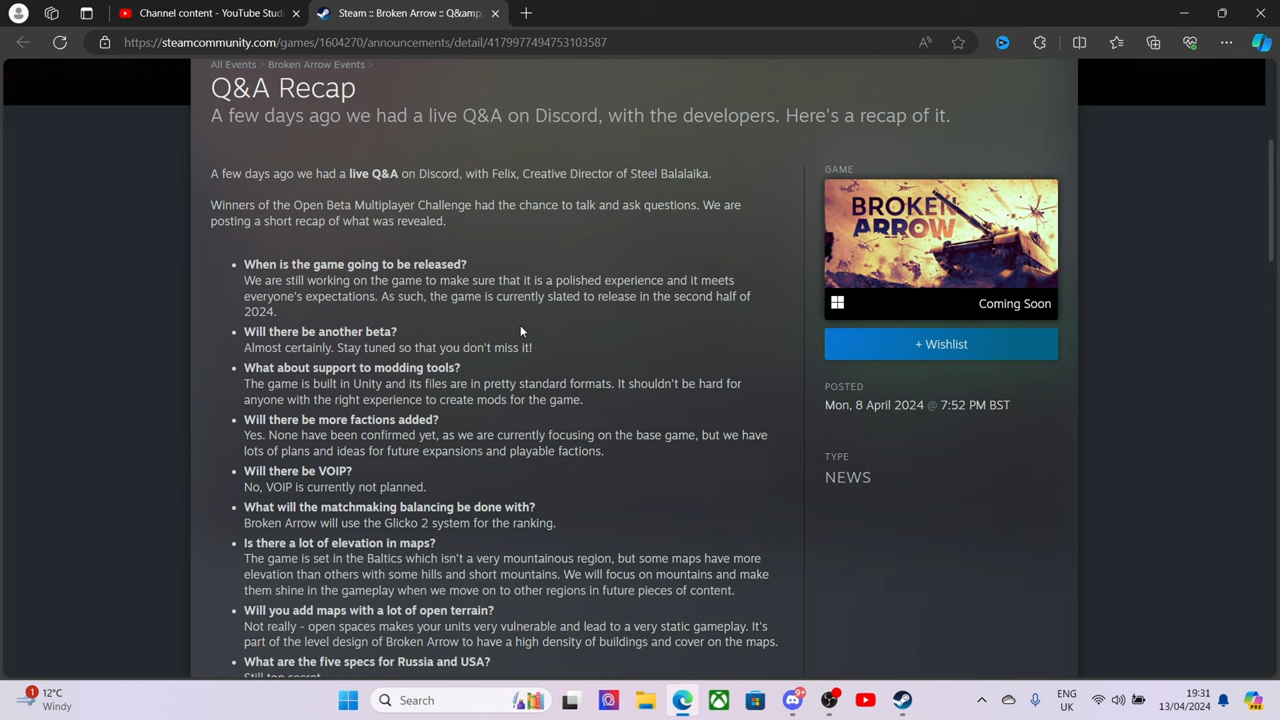 Channel content - YouTube Stud
Steam :: Broken Arrow :: Q&amp;
https://steamcommunity.com/games/1604270/announcements/detail/4179977494753103587
All Events > Broken Arrow Events >
Q&A Recap
A few days ago we had a live Q&A on Discord, with the developers. Here's a recap of it.
A few days ago we had a live Q&A on Discord, with Felix, Creative Director of Steel Balalaika.
Winners of the Open Beta Multiplayer Challenge had the chance to talk and ask questions. We are
posting a short recap of what was revealed.
• When is the game going to be released?
We are still working on the game to make sure that it is a polished experience and it meets
everyone's expectations. As such, the game is currently slated to release in the second half of
2024.
• Will there be another beta?
Almost certainly. Stay tuned so that you don't miss it!
• What about support to modding tools?
The game is built in Unity and its files are in pretty standard formats. It shouldn't be hard for
anyone with the right experience to create mods for the game.
• Will there be more factions added?
Yes. None have been confirmed yet, as we are currently focusing on the base game, but we have
lots of plans and ideas for future expansions and playable factions.
• Will there be VOIP?
No, VOIP is currently not planned.
• What will the matchmaking balancing be done with?
Broken Arrow will use the Glicko 2 system for the ranking.
• Is there a lot of elevation in maps?
The game is set in the Baltics which isn't a very mountainous region, but some maps have more
elevation than others with some hills and short mountains. We will focus on mountains and make
them shine in the gameplay when we move on to other regions in future pieces of content.
• Will you add maps with a lot of open terrain?
Not really - open spaces makes your units very vulnerable and lead to a very static gameplay. It's
part of the level design of Broken Arrow to have a high density of buildings and cover on the maps.
• What are the five specs for Russia and USA?
Still top secret
GAME
BROKEN
ARROW
Coming Soon
+ Wishlist
POSTED
Mon, 8 April 2024 @ 7:52 PM BST
TYPE
NEWS
1
12°C
Windy
Search
9+
ENG
UK
19:31
13/04/2024
PRE